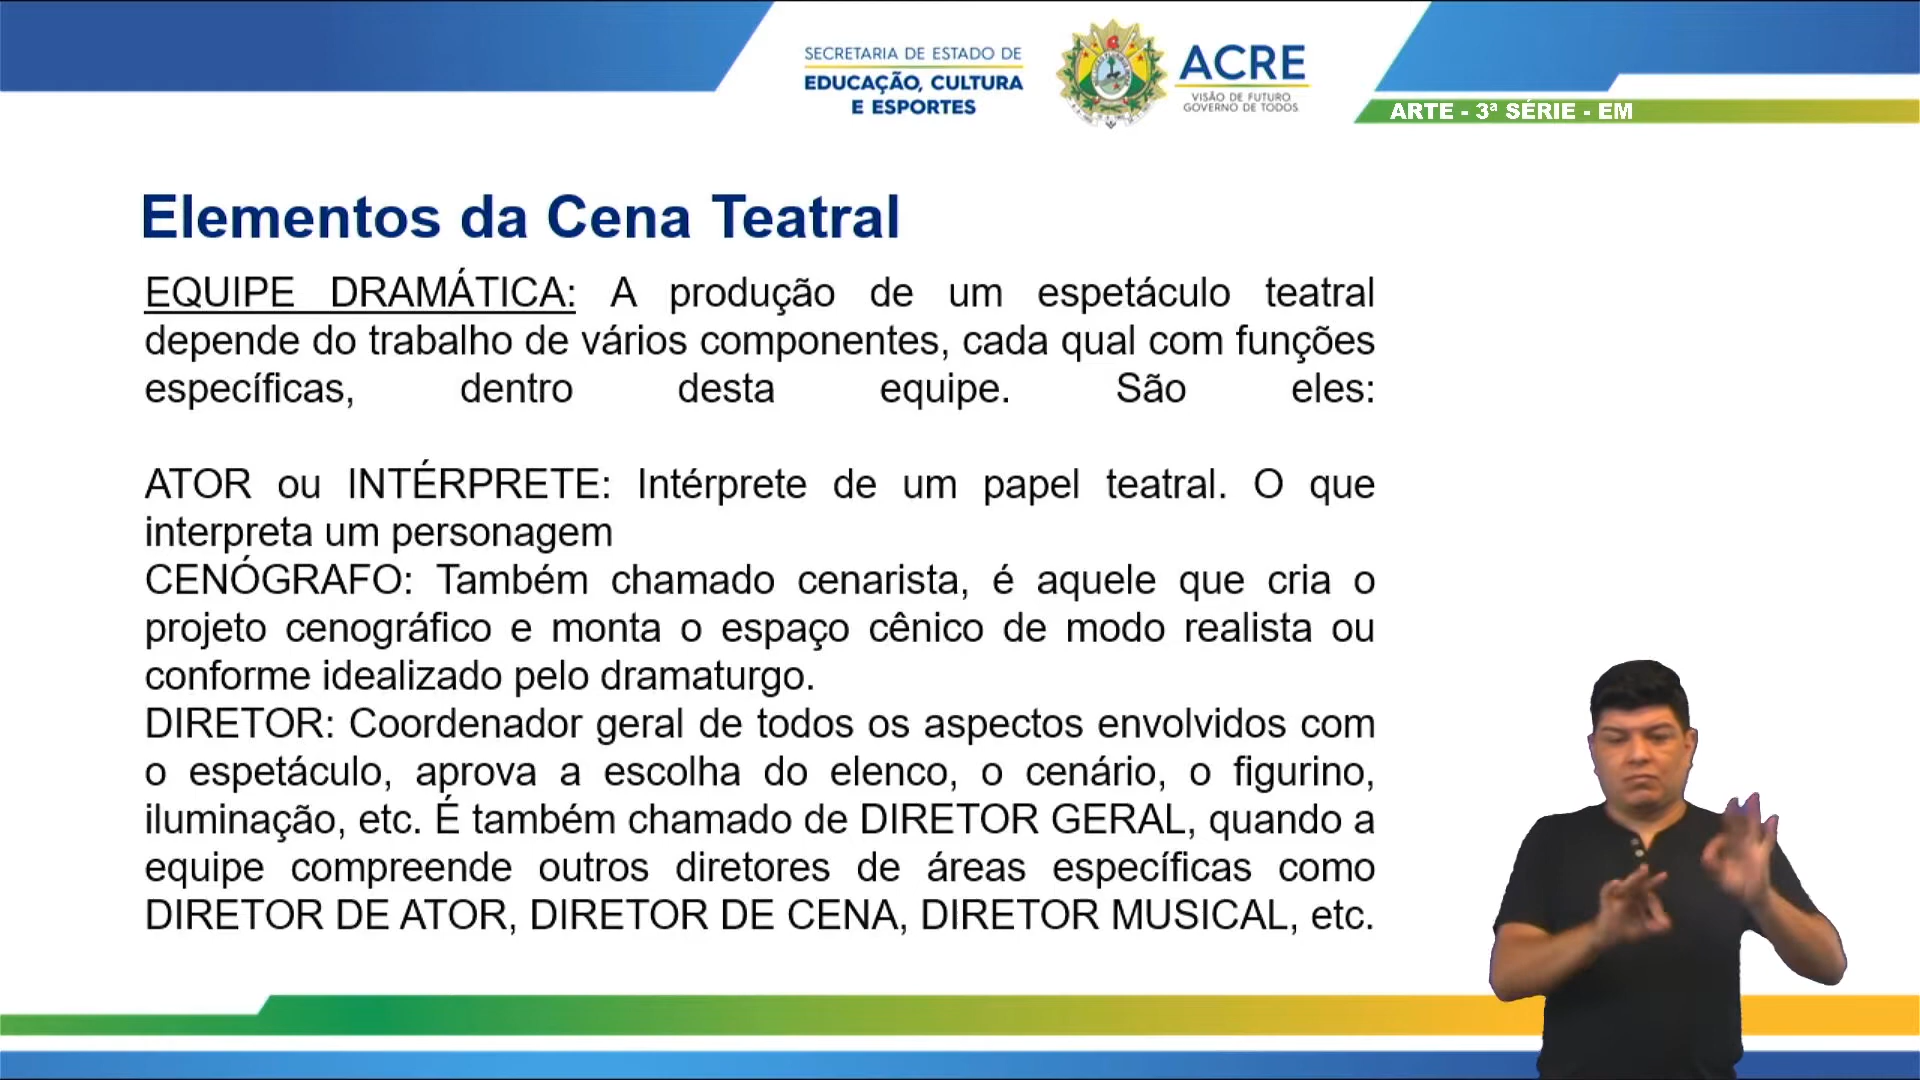 SECRETARIA DE ESTADO DE
EDUCAÇÃO, CULTURA
E ESPORTES
ACRE
VISÃO DE FUTURO
GOVERNO DE TODOS
ARTE - 3ª SÉRIE - EM
Elementos da Cena Teatral
EQUIPE DRAMÁTICA: A produção de um espetáculo teatral
depende do trabalho de vários componentes, cada qual com funções
específicas, dentro desta equipe. São eles:
ATOR ou INTÉRPRETE: Intérprete de um papel teatral. O que
interpreta um personagem
CENÓGRAFO: Também chamado cenarista, é aquele que cria o
projeto cenográfico e monta o espaço cênico de modo realista ou
conforme idealizado pelo dramaturgo.
DIRETOR: Coordenador geral de todos os aspectos envolvidos com
o espetáculo, aprova a escolha do elenco, o cenário, o figurino,
iluminação, etc. É também chamado de DIRETOR GERAL, quando a
equipe compreende outros diretores de áreas específicas como
DIRETOR DE ATOR, DIRETOR DE CENA, DIRETOR MUSICAL, etc.